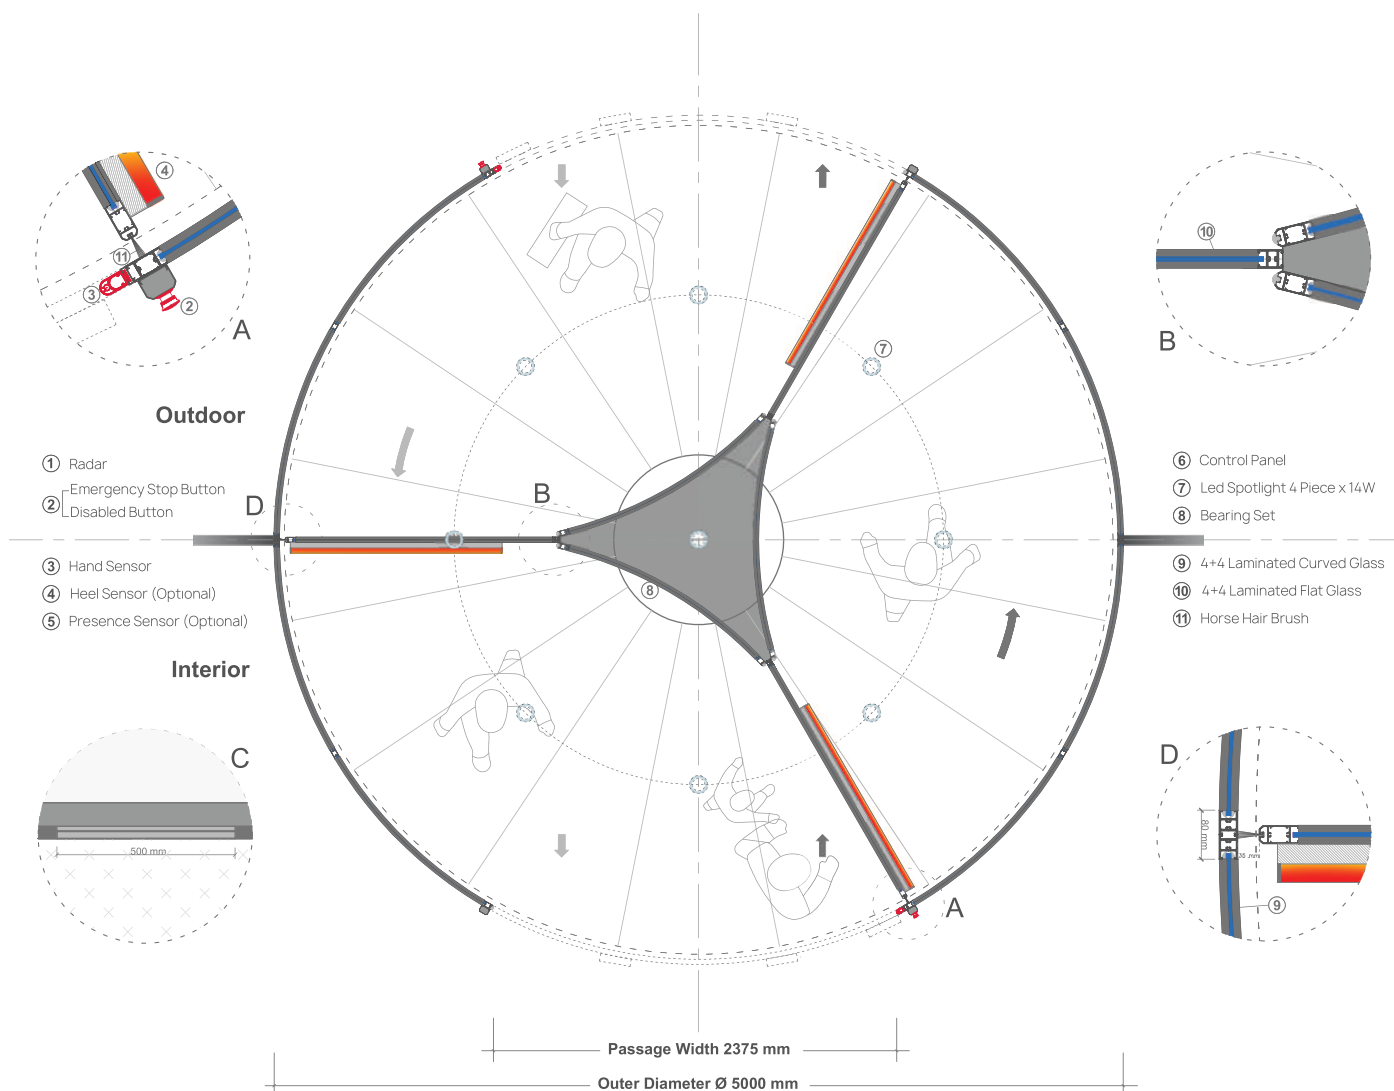 4
11
3
2
A
10
B
7
Outdoor
1 Radar
2 Emergency Stop Button
Disabled Button
D
B
3 Hand Sensor
4 Heel Sensor (Optıonal)
5 Presence Sensor (Optıonal)
Interior
6 Control Panel
7 Led Spotlight 4 Piece x 14W
8 Bearing Set
9 4+4 Laminated Curved Glass
10 4+4 Laminated Flat Glass
11 Horse Hair Brush
8
C
500 mm
D
80 mm
9
A
Passage Width 2375 mm
Outer Diameter Ø 5000 mm